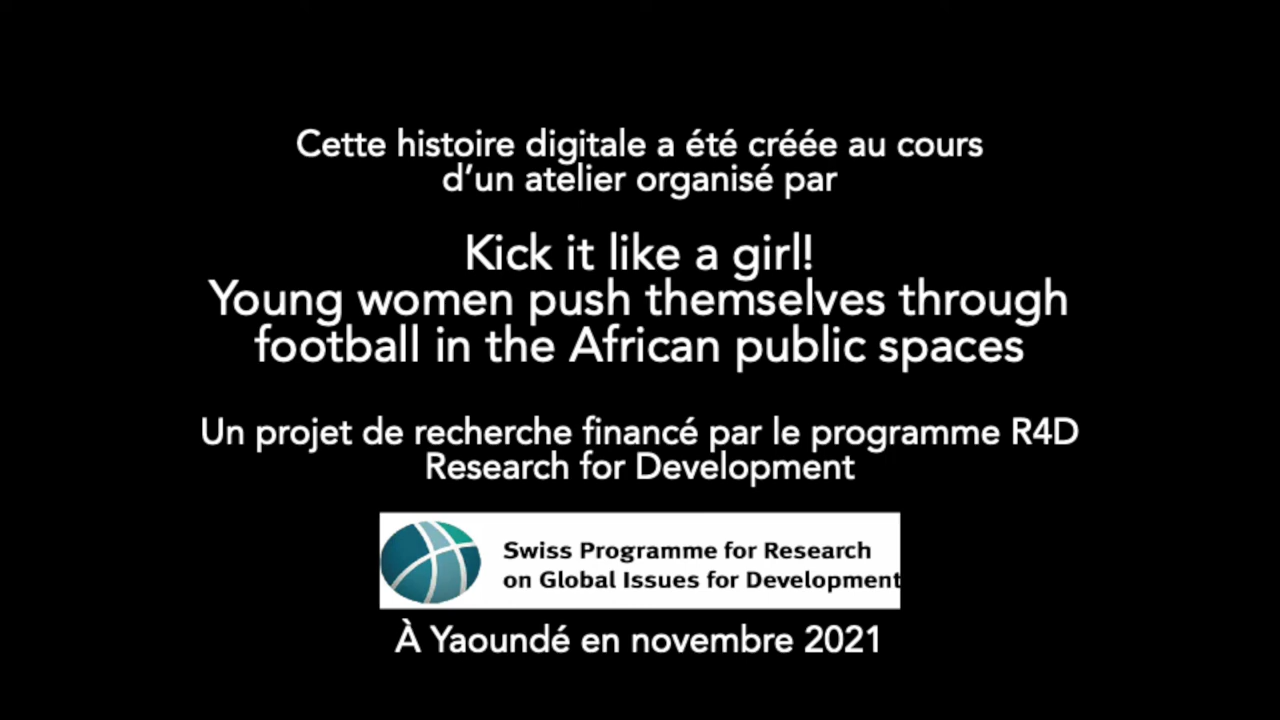 Cette histoire digitale a été créée au cours
d’un atelier organisé par
Kick it like a girl!
Young women push themselves through
football in the African public spaces
Un projet de recherche financé par le programme R4D
Research for Development
Swiss Programme for Research
on Global Issues for Development
À Yaoundé en novembre 2021